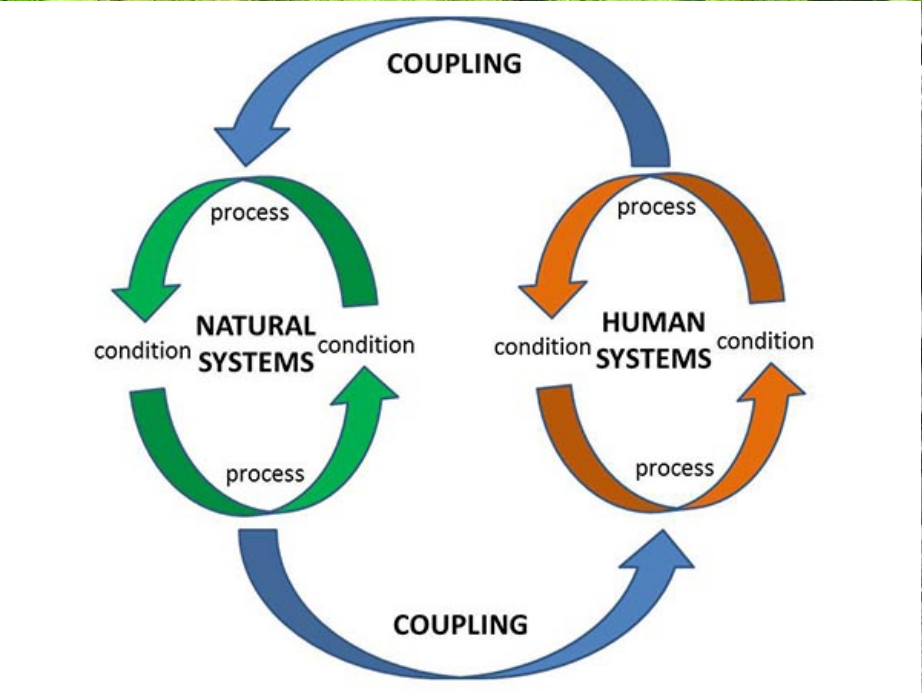 COUPLING
process
process
NATURAL
SYSTEMS
condition
condition
HUMAN
SYSTEMS
condition
condition
process
process
COUPLING